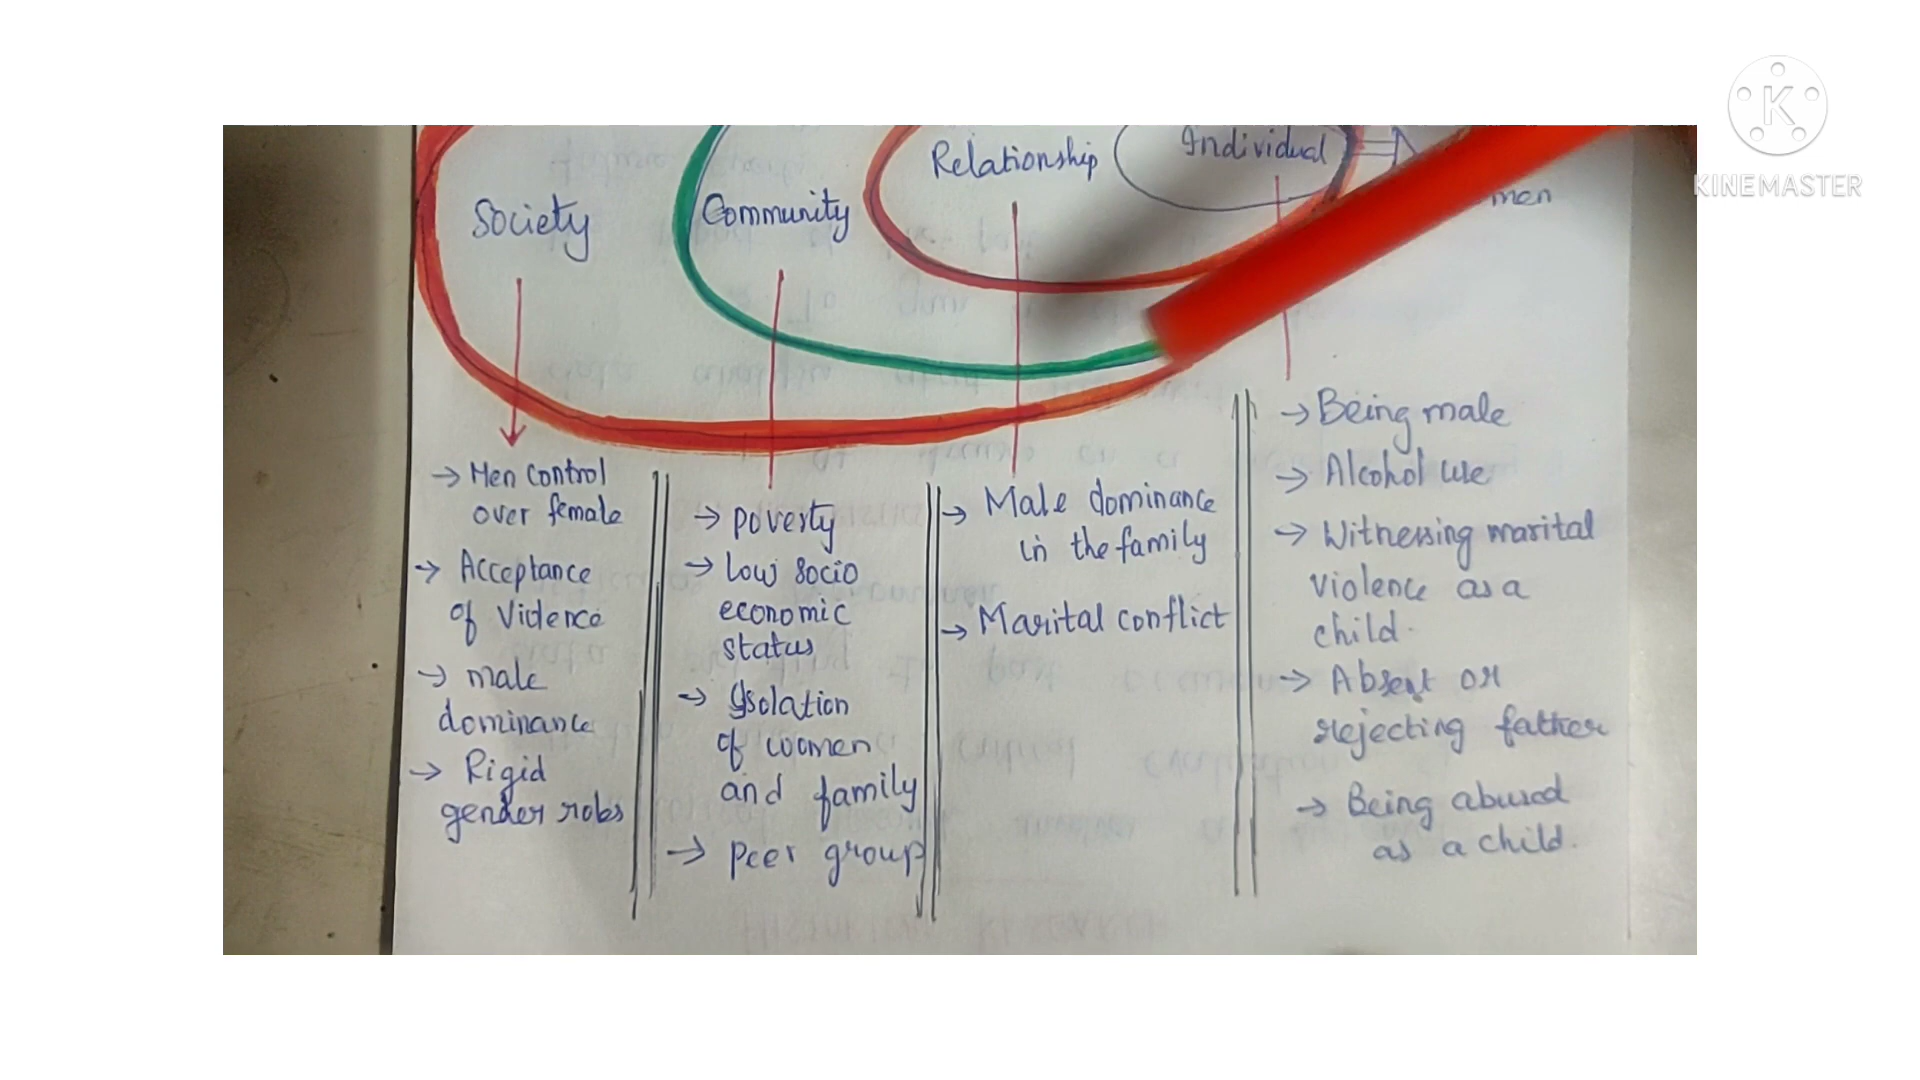 Individual
Relationship
Society
Community
men
→ Men control
over female
→ Acceptance
of Violence
→ male
dominance
→ Rigid
gender roles
→ poverty
→ Low socio
economic
status
→ Isolation
of women
and family
→ peer group
→ Male dominance
in the family
→ Marital conflict
→ Being male
→ Alcohol use
→ Witnessing marital
violence as a
child.
→ Absent or
rejecting father
→ Being abused
as a child.
K
KINEMASTER